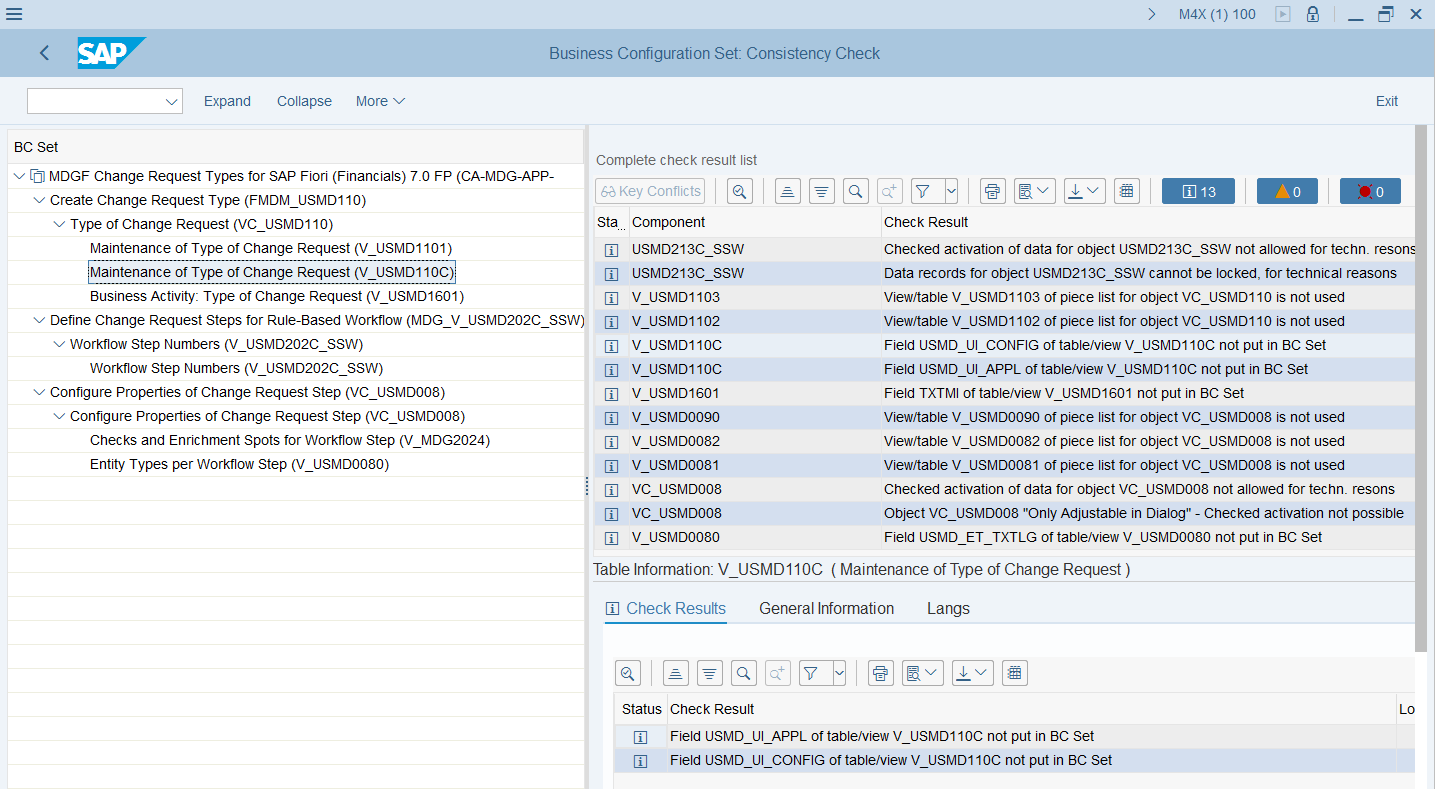 M4X (1) 100
SAP
Business Configuration Set: Consistency Check
Expand Collapse More Exit
BC Set
MDGF Change Request Types for SAP Fiori (Financials) 7.0 FP (CA-MDG-APP-
Create Change Request Type (FMDM_USMD110)
Type of Change Request (VC_USMD110)
Maintenance of Type of Change Request (V_USMD1101)
Maintenance of Type of Change Request (V_USMD110C)
Business Activity: Type of Change Request (V_USMD1601)
Define Change Request Steps for Rule-Based Workflow (MDG_V_USMD202C_SSW)
Workflow Step Numbers (V_USMD202C_SSW)
Workflow Step Numbers (V_USMD202C_SSW)
Configure Properties of Change Request Step (VC_USMD008)
Configure Properties of Change Request Step (VC_USMD008)
Checks and Enrichment Spots for Workflow Step (V_MDG2024)
Entity Types per Workflow Step (V_USMD0080)
Complete check result list
Key Conflicts 13 0 0
Sta... Component Check Result
USMD213C_SSW Checked activation of data for object USMD213C_SSW not allowed for techn. resons
USMD213C_SSW Data records for object USMD213C_SSW cannot be locked, for technical reasons
V_USMD1103 View/table V_USMD1103 of piece list for object VC_USMD110 is not used
V_USMD1102 View/table V_USMD1102 of piece list for object VC_USMD110 is not used
V_USMD110C Field USMD_UI_CONFIG of table/view V_USMD110C not put in BC Set
V_USMD110C Field USMD_UI_APPL of table/view V_USMD110C not put in BC Set
V_USMD1601 Field TXTMI of table/view V_USMD1601 not put in BC Set
V_USMD0090 View/table V_USMD0090 of piece list for object VC_USMD008 is not used
V_USMD0082 View/table V_USMD0082 of piece list for object VC_USMD008 is not used
V_USMD0081 View/table V_USMD0081 of piece list for object VC_USMD008 is not used
VC_USMD008 Checked activation of data for object VC_USMD008 not allowed for techn. resons
VC_USMD008 Object VC_USMD008 "Only Adjustable in Dialog" - Checked activation not possible
V_USMD0080 Field USMD_ET_TXTLG of table/view V_USMD0080 not put in BC Set
Table Information: V_USMD110C ( Maintenance of Type of Change Request )
Check Results General Information Langs
Status Check Result Lo
Field USMD_UI_APPL of table/view V_USMD110C not put in BC Set
Field USMD_UI_CONFIG of table/view V_USMD110C not put in BC Set